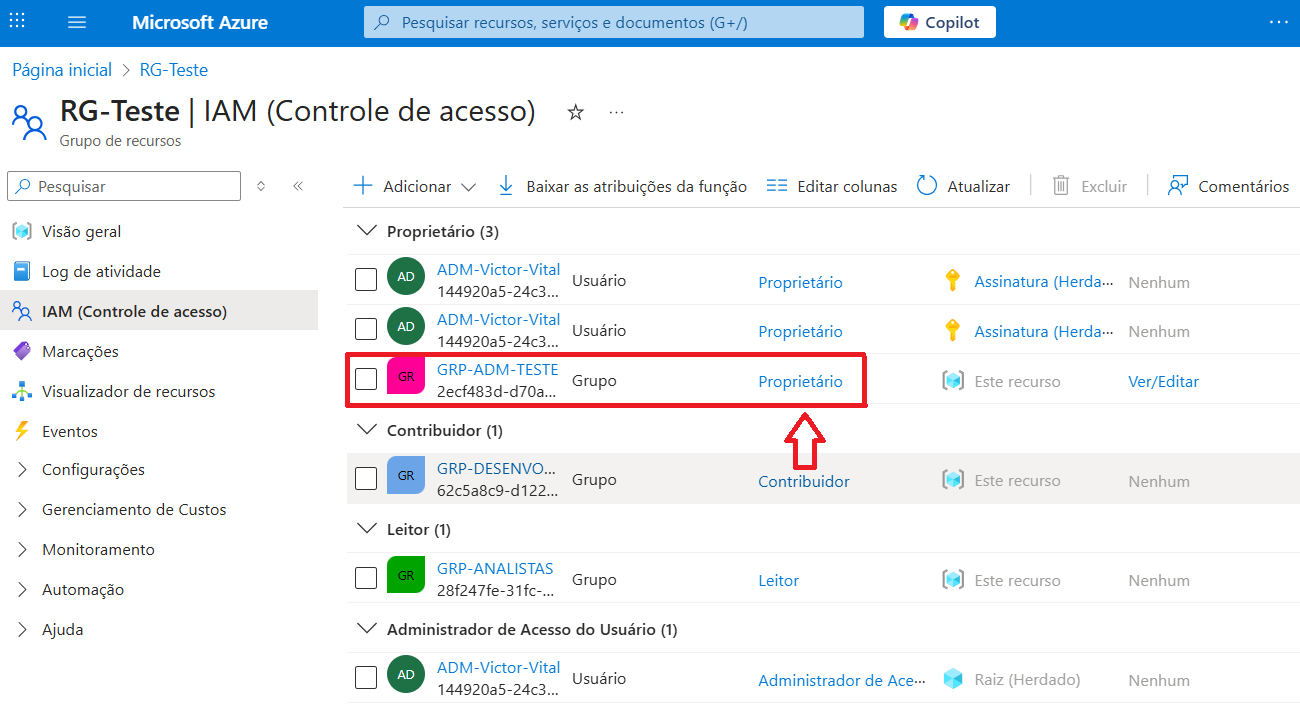 Microsoft Azure
Pesquisar recursos, serviços e documentos (G+/)
Copilot
Página inicial > RG-Teste
RG-Teste | IAM (Controle de acesso)
Grupo de recursos
Pesquisar
Adicionar
Baixar as atribuições da função
Editar colunas
Atualizar
Excluir
Comentários
Visão geral
Log de atividade
IAM (Controle de acesso)
Marcações
Visualizador de recursos
Eventos
Configurações
Gerenciamento de Custos
Monitoramento
Automação
Ajuda
Proprietário (3)
AD ADM-Victor-Vital Usuário Proprietário Assinatura (Herda... Nenhum
144920a5-24c3...
AD ADM-Victor-Vital Usuário Proprietário Assinatura (Herda... Nenhum
144920a5-24c3...
GR GRP-ADM-TESTE Grupo Proprietário Este recurso Ver/Editar
2ecf483d-d70a...
Contribuidor (1)
GR GRP-DESENVO... Grupo Contribuidor Este recurso Nenhum
62c5a8c9-d122...
Leitor (1)
GR GRP-ANALISTAS Grupo Leitor Este recurso Nenhum
28f247fe-31fc-...
Administrador de Acesso do Usuário (1)
AD ADM-Victor-Vital Usuário Administrador de Ace... Raiz (Herdado) Nenhum
144920a5-24c3...